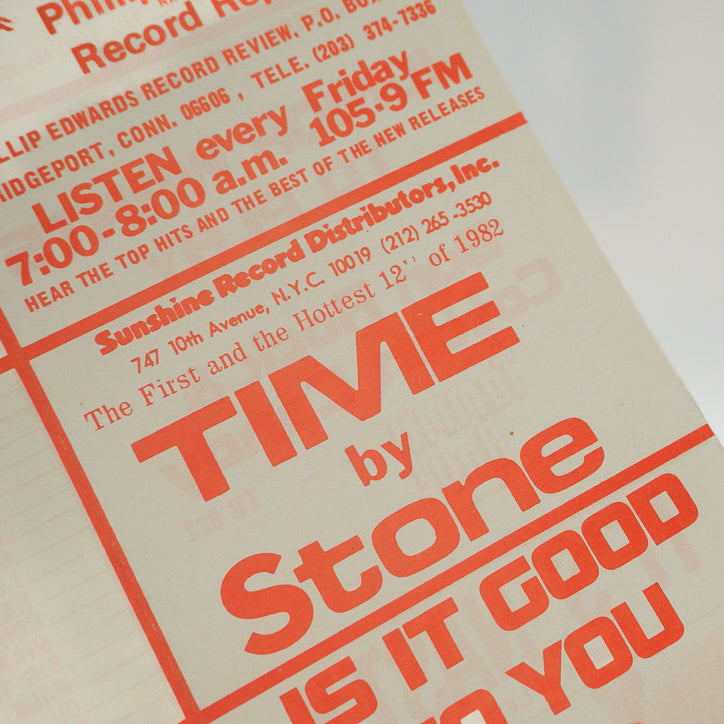 Record
LLIP EDWARDS RECORD REVIEW, P.O. BOX
IDGEPORT, CONN. 06606, TELE. (203) 374-7336
LISTEN every Friday
7:00-8:00 a.m. 105.9 FM
HEAR THE TOP HITS AND THE BEST OF THE NEW RELEASES
Sunshine Record Distributors, Inc.
747 10th Avenue, N.Y.C. 10019 (212) 265-3530
The First and the Hottest 12'' of 1982
TIME
by
Stone
IS IT GOOD
YOU